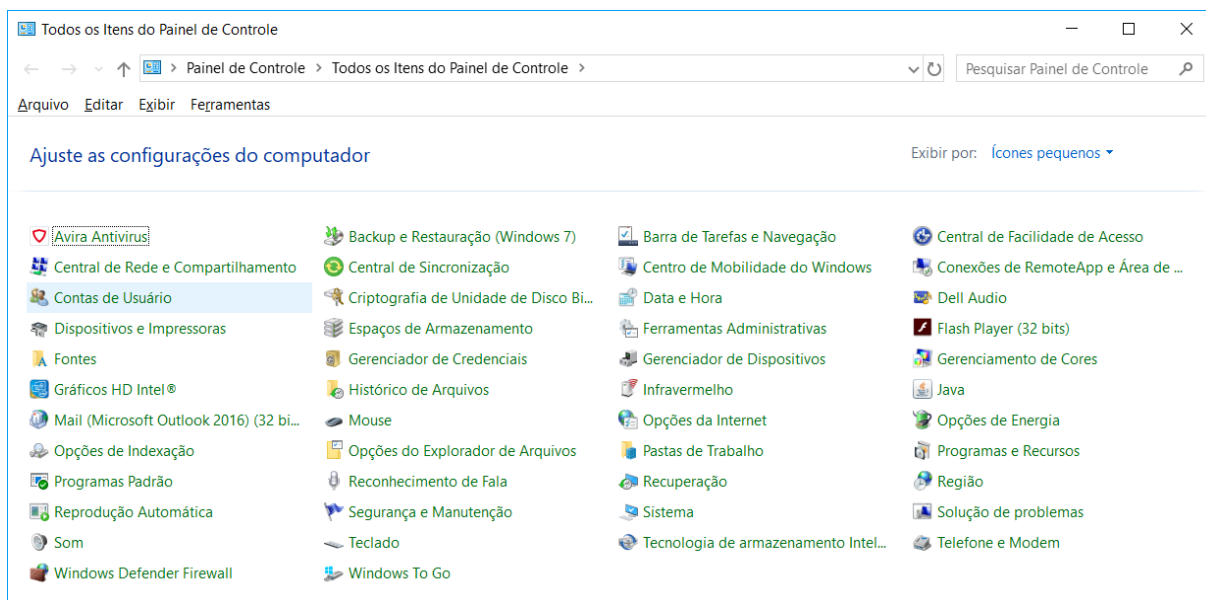 Todos os Itens do Painel de Controle
Painel de Controle > Todos os Itens do Painel de Controle >
Pesquisar Painel de Controle
Arquivo Editar Exibir Ferramentas
Ajuste as configurações do computador
Exibir por: Ícones pequenos
Avira Antivirus
Backup e Restauração (Windows 7)
Barra de Tarefas e Navegação
Central de Facilidade de Acesso
Central de Rede e Compartilhamento
Central de Sincronização
Centro de Mobilidade do Windows
Conexões de RemoteApp e Área de ...
Contas de Usuário
Criptografia de Unidade de Disco Bi...
Data e Hora
Dell Audio
Dispositivos e Impressoras
Espaços de Armazenamento
Ferramentas Administrativas
Flash Player (32 bits)
Fontes
Gerenciador de Credenciais
Gerenciador de Dispositivos
Gerenciamento de Cores
Gráficos HD Intel®
Histórico de Arquivos
Infravermelho
Java
Mail (Microsoft Outlook 2016) (32 bi...
Mouse
Opções da Internet
Opções de Energia
Opções de Indexação
Opções do Explorador de Arquivos
Pastas de Trabalho
Programas e Recursos
Programas Padrão
Reconhecimento de Fala
Recuperação
Região
Reprodução Automática
Segurança e Manutenção
Sistema
Solução de problemas
Som
Teclado
Tecnologia de armazenamento Intel...
Telefone e Modem
Windows Defender Firewall
Windows To Go